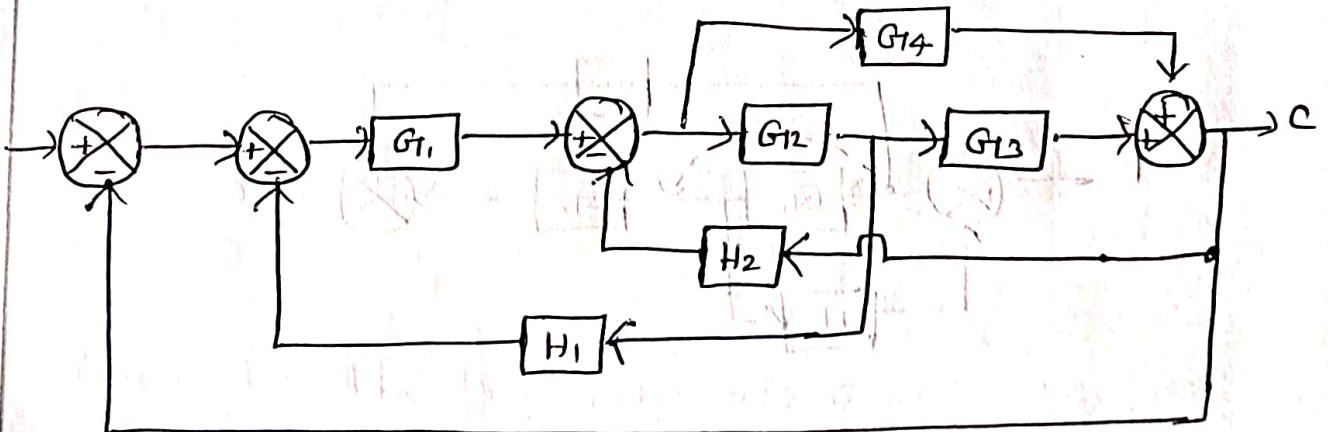 G4
+
+ - + - G1 + - G2 G3 + C
H2
H1
-